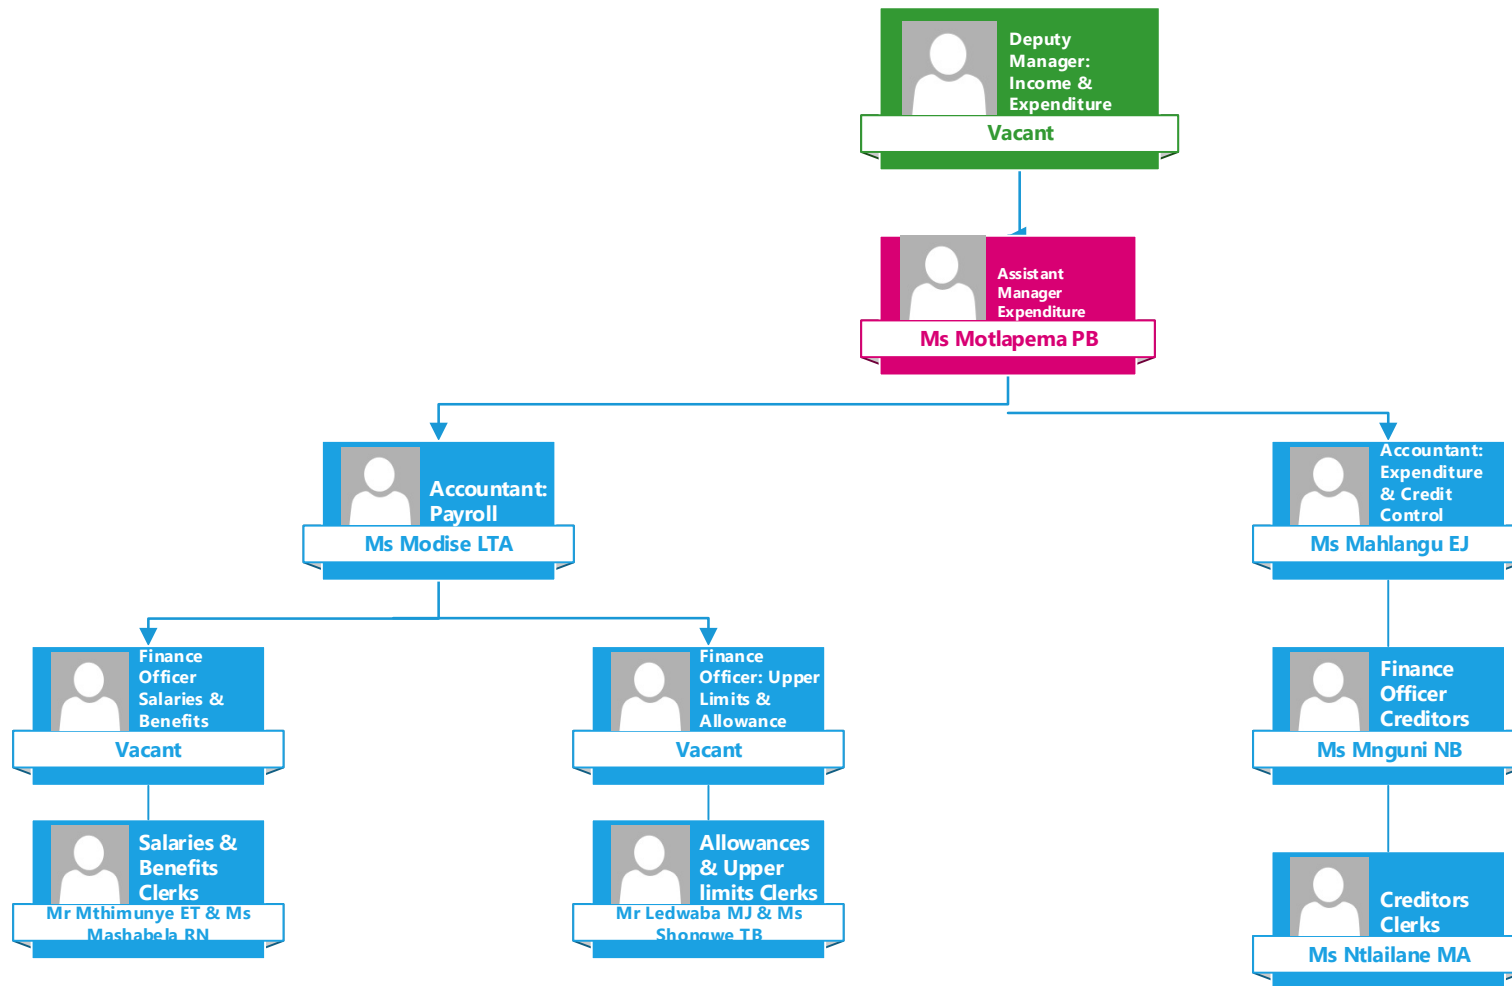 Deputy
Manager:
Income &
Expenditure
Vacant
Assistant
Manager
Expenditure
Ms Motlapema PB
Accountant:
Payroll
Ms Modise LTA
Accountant:
Expenditure
& Credit
Control
Ms Mahlangu EJ
Finance
Officer
Salaries &
Benefits
Vacant
Finance
Officer: Upper
Limits &
Allowance
Vacant
Finance
Officer
Creditors
Ms Mnguni NB
Salaries &
Benefits
Clerks
Mr Mthimunye ET & Ms
Mashabela RN
Allowances
& Upper
limits Clerks
Mr Ledwaba MJ & Ms
Shongwe TB
Creditors
Clerks
Ms Ntlailane MA